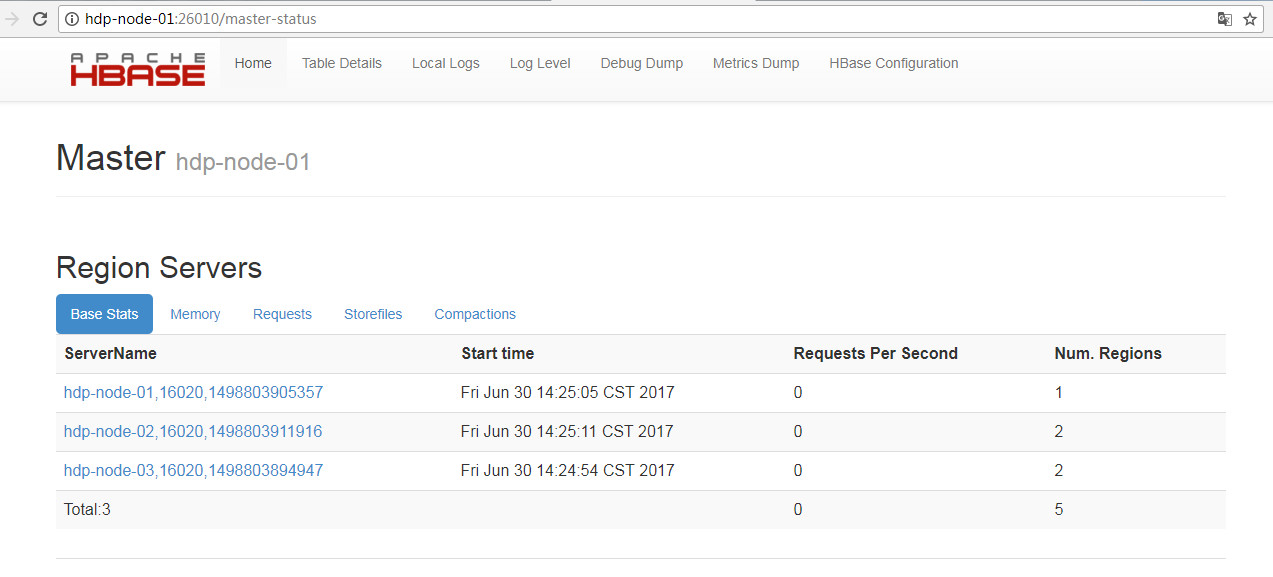 hdp-node-01:26010/master-status
APACHE
HBASE
Home Table Details Local Logs Log Level Debug Dump Metrics Dump HBase Configuration
Master hdp-node-01
Region Servers
Base Stats Memory Requests Storefiles Compactions
ServerName Start time Requests Per Second Num. Regions
hdp-node-01,16020,1498803905357 Fri Jun 30 14:25:05 CST 2017 0 1
hdp-node-02,16020,1498803911916 Fri Jun 30 14:25:11 CST 2017 0 2
hdp-node-03,16020,1498803894947 Fri Jun 30 14:24:54 CST 2017 0 2
Total:3 0 5